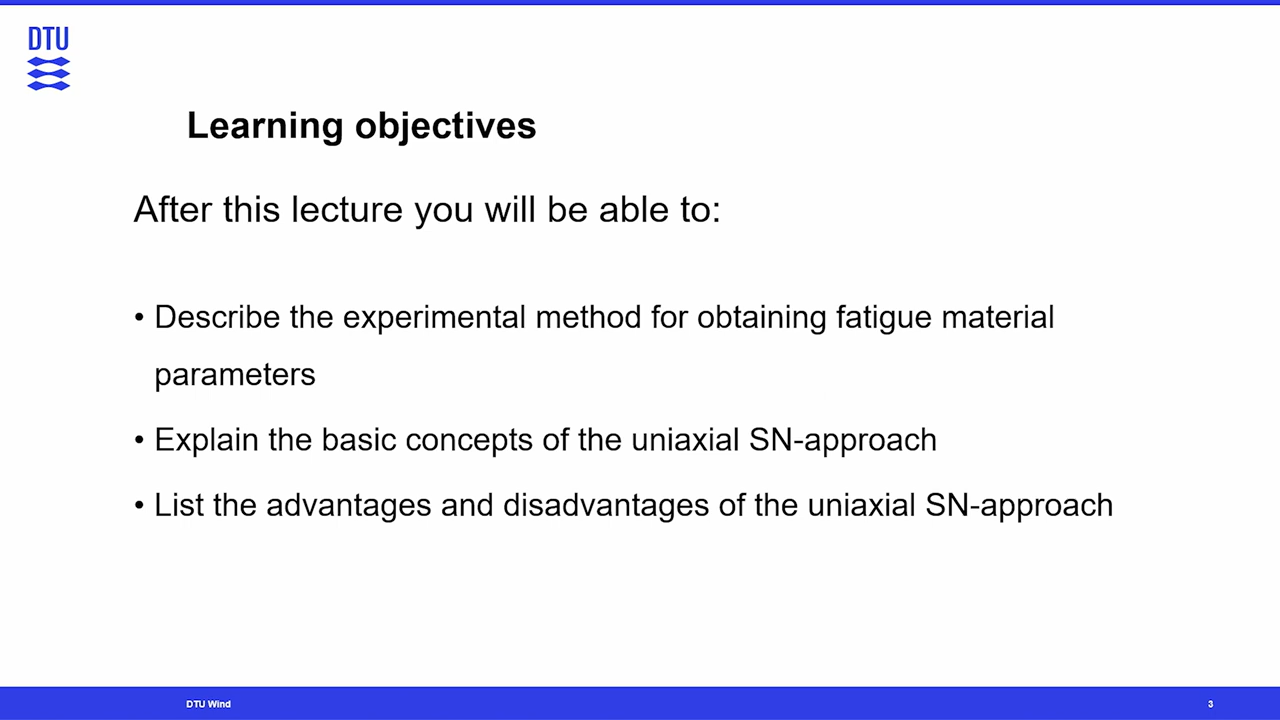 DTU
Learning objectives
After this lecture you will be able to:
• Describe the experimental method for obtaining fatigue material
parameters
• Explain the basic concepts of the uniaxial SN-approach
• List the advantages and disadvantages of the uniaxial SN-approach
DTU Wind
3